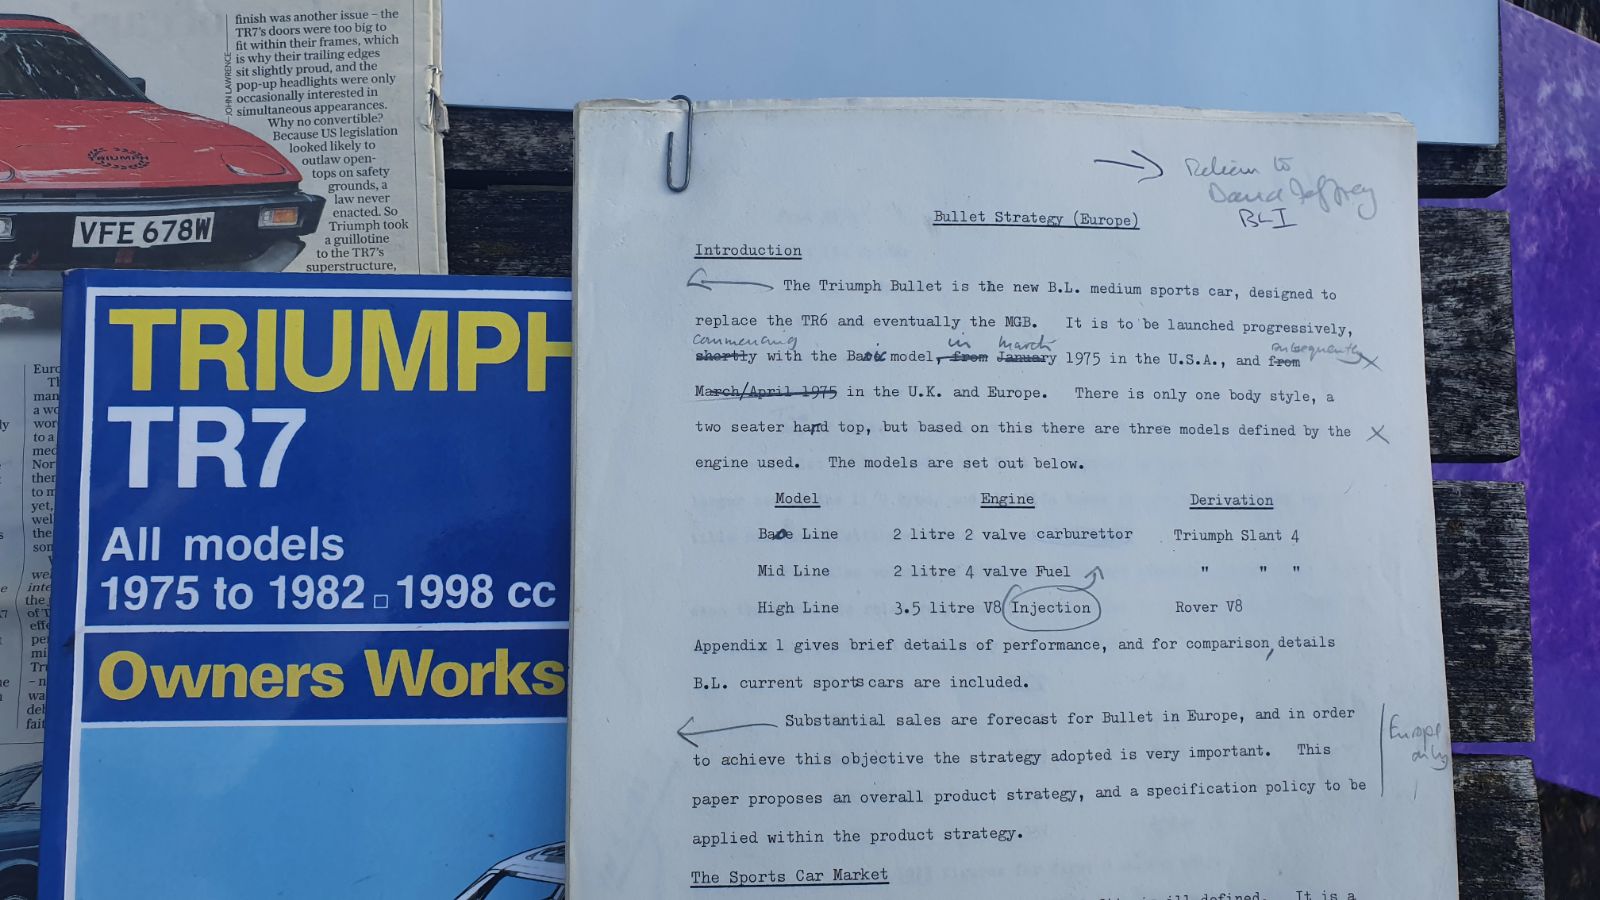 finish was another issue – the
TR7's doors were too big to
fit within their frames, which
is why their trailing edges
sit slightly proud, and the
pop-up headlights were only
occasionally interested in
simultaneous appearances.
Why no convertible?
Because US legislation
looked likely to
outlaw open-
tops on safety
grounds, a
law never
enacted. So
Triumph took
a guillotine
to the TR7's
superstructure,
JOHN LAWRENCE
TRIUMPH
VFE 678W
TRIUMPH
TR7
All models
1975 to 1982 □ 1998 cc
Owners Works
Return to
David Jeffrey
BLI
Bullet Strategy (Europe)
Introduction
The Triumph Bullet is the new B.L. medium sports car, designed to
replace the TR6 and eventually the MGB. It is to be launched progressively,
commencing in March subsequently
shortly with the Basic model, from January 1975 in the U.S.A., and from
March/April 1975 in the U.K. and Europe. There is only one body style, a
two seater hard top, but based on this there are three models defined by the
engine used. The models are set out below.
Model Engine Derivation
Base Line 2 litre 2 valve carburettor Triumph Slant 4
Mid Line 2 litre 4 valve Fuel " " "
High Line 3.5 litre V8 Injection Rover V8
Appendix 1 gives brief details of performance, and for comparison, details
B.L. current sports cars are included.
Substantial sales are forecast for Bullet in Europe, and in order
to achieve this objective the strategy adopted is very important. This
paper proposes an overall product strategy, and a specification policy to be
applied within the product strategy.
Europe
only
The Sports Car Market
ill defined. It is a